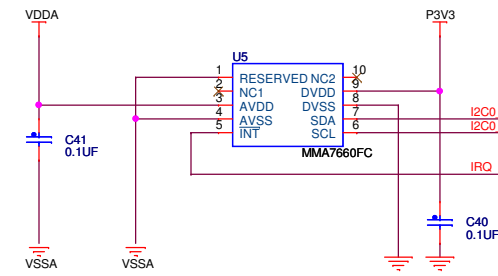 VDDA
P3V3
U5
1 RESERVED NC2 10
2 NC1 DVDD 9
3 AVDD DVSS 8
4 AVSS SDA 7
5 INT SCL 6
MMA7660FC
I2C0
I2C0
IRQ
C41
0.1UF
C40
0.1UF
VSSA
VSSA